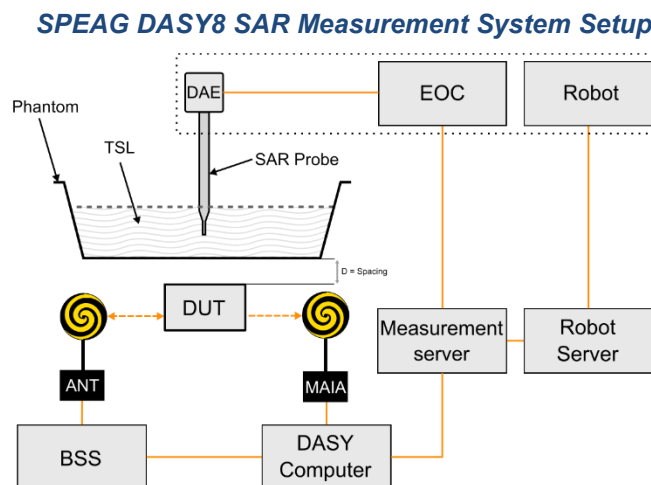 SPEAG DASY8 SAR Measurement System Setup
DAE
EOC
Robot
Phantom
TSL
SAR Probe
D = Spacing
DUT
Measurement
server
Robot
Server
ANT
MAIA
BSS
DASY
Computer